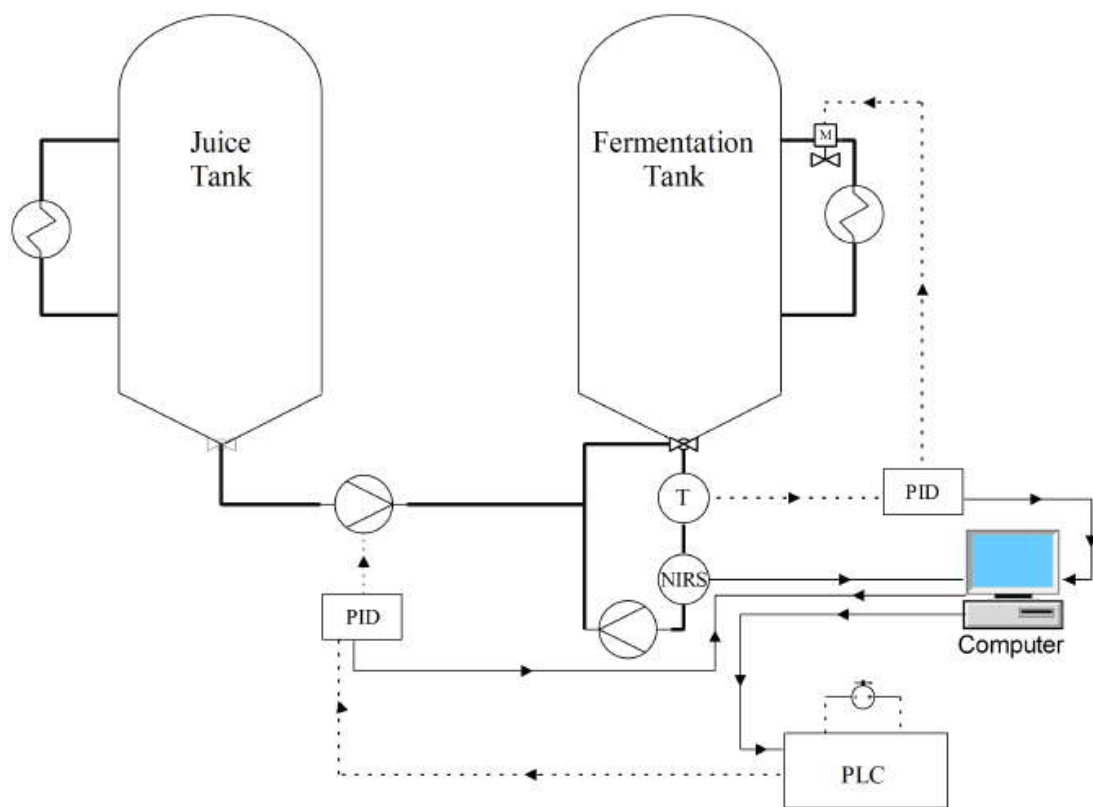 Juice
Tank
Fermentation
Tank
M
T
PID
NIRS
PID
Computer
PLC